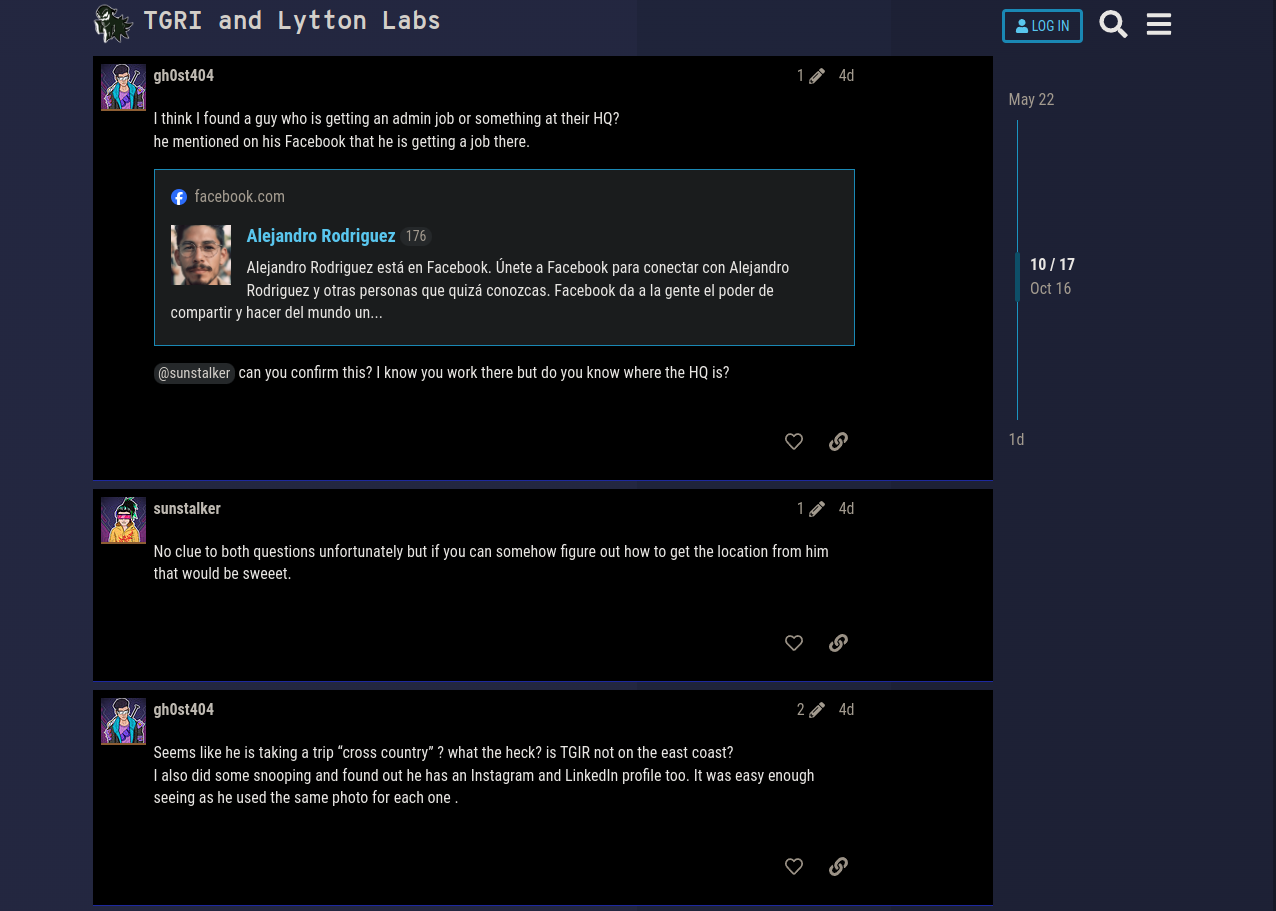 TGRI and Lytton Labs
LOG IN
gh0st404
1
4d
I think I found a guy who is getting an admin job or something at their HQ?
he mentioned on his Facebook that he is getting a job there.
facebook.com
Alejandro Rodriguez 176
Alejandro Rodriguez está en Facebook. Únete a Facebook para conectar con Alejandro
Rodriguez y otras personas que quizá conozcas. Facebook da a la gente el poder de
compartir y hacer del mundo un...
@sunstalker can you confirm this? I know you work there but do you know where the HQ is?
sunstalker
1
4d
No clue to both questions unfortunately but if you can somehow figure out how to get the location from him
that would be sweeet.
gh0st404
2
4d
Seems like he is taking a trip “cross country” ? what the heck? is TGIR not on the east coast?
I also did some snooping and found out he has an Instagram and LinkedIn profile too. It was easy enough
seeing as he used the same photo for each one .
May 22
10 / 17
Oct 16
1d